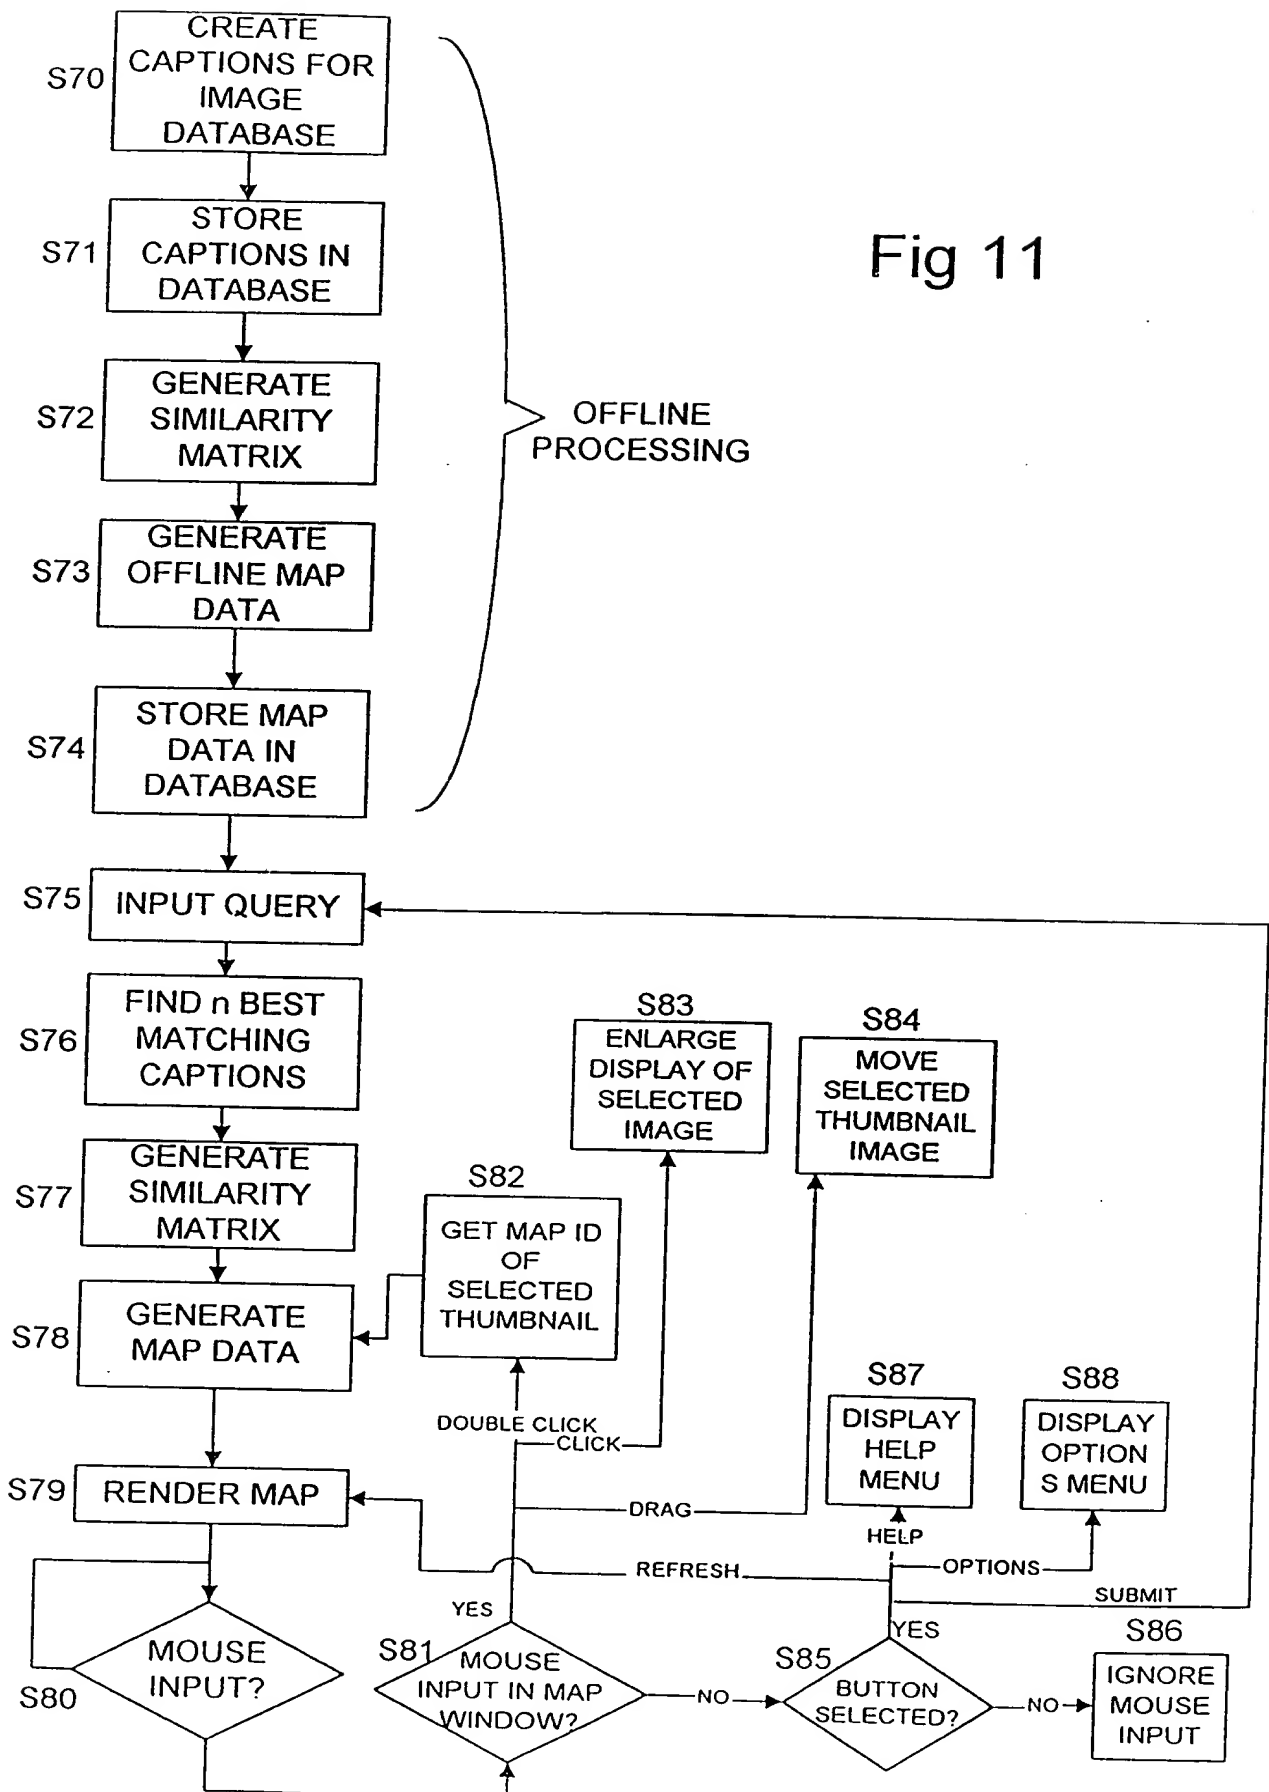 CREATE
CAPTIONS FOR
IMAGE
DATABASE
S70
STORE
CAPTIONS IN
DATABASE
S71
Fig 11
GENERATE
SIMILARITY
MATRIX
S72
OFFLINE
PROCESSING
GENERATE
OFFLINE MAP
DATA
S73
STORE MAP
DATA IN
DATABASE
S74
S75
INPUT QUERY
FIND n BEST
MATCHING
CAPTIONS
S76
S83
ENLARGE
DISPLAY OF
SELECTED
IMAGE
S84
MOVE
SELECTED
THUMBNAIL
IMAGE
GENERATE
SIMILARITY
MATRIX
S77
S82
GET MAP ID
OF
SELECTED
THUMBNAIL
GENERATE
MAP DATA
S78
S87
DISPLAY
HELP
MENU
S88
DISPLAY
OPTION
S MENU
DOUBLE CLICK
CLICK
S79
RENDER MAP
DRAG
HELP
REFRESH
OPTIONS
SUBMIT
YES
YES
MOUSE
INPUT?
S80
S81
MOUSE
INPUT IN MAP
WINDOW?
NO
S85
BUTTON
SELECTED?
NO
S86
IGNORE
MOUSE
INPUT